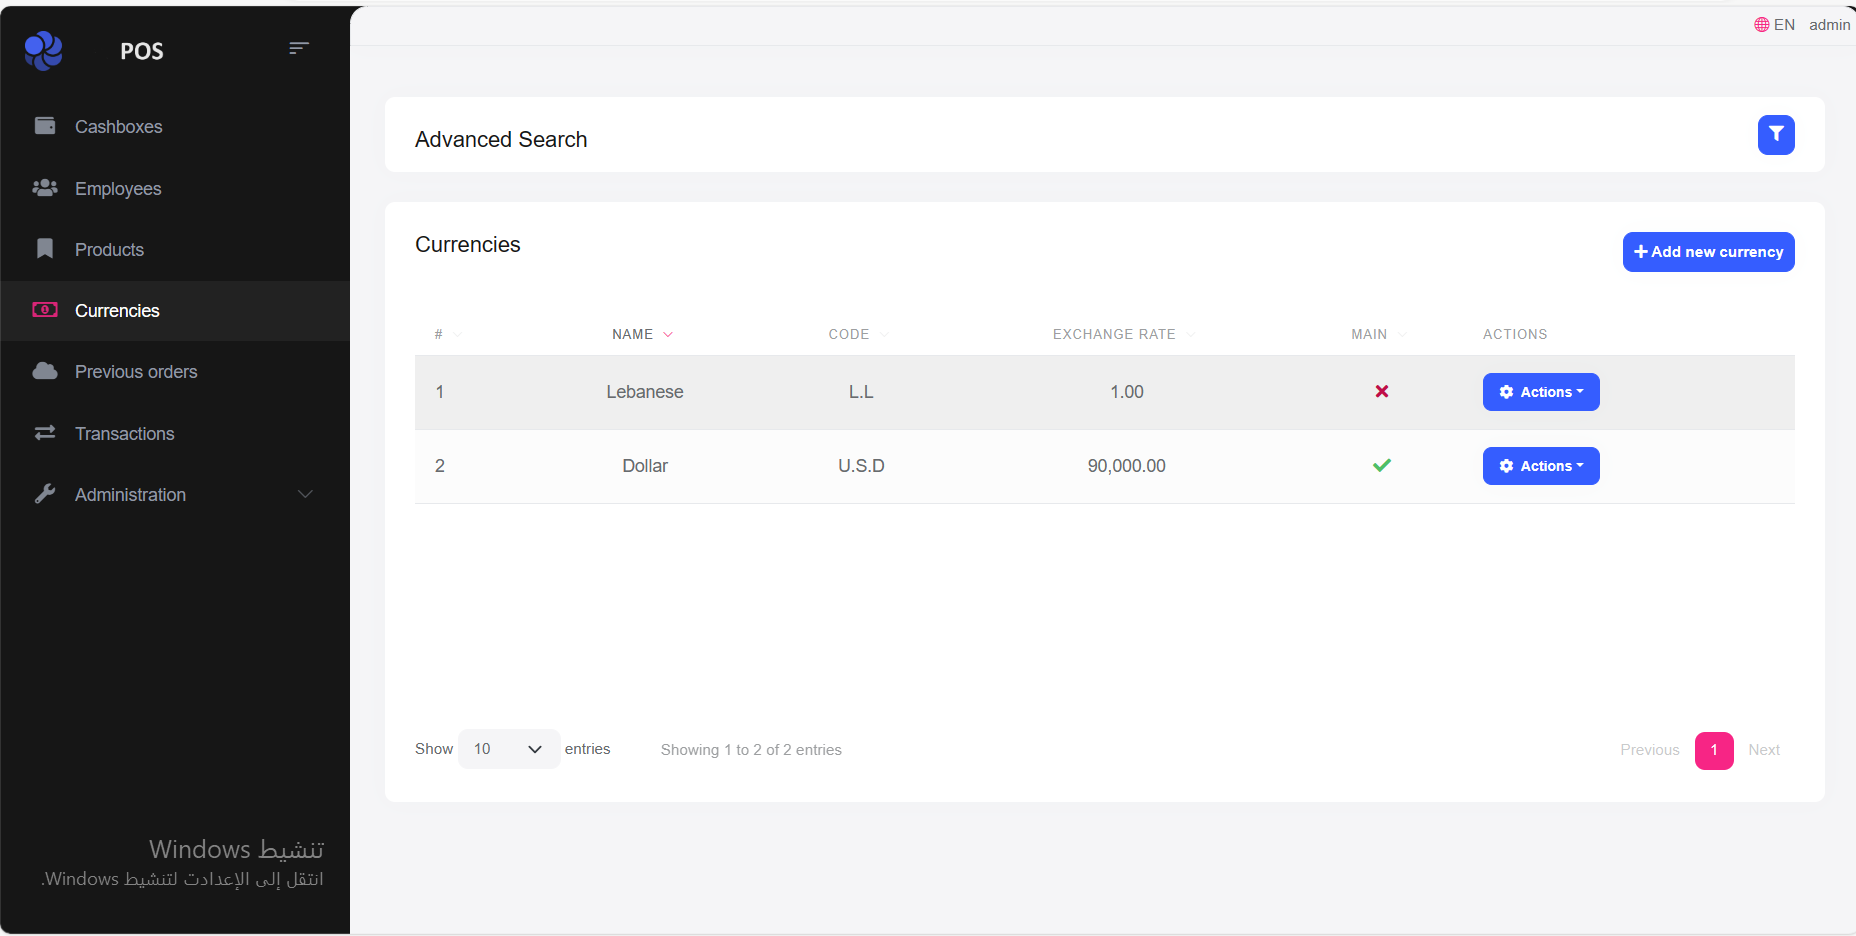 POS
EN admin
Cashboxes
Employees
Products
Currencies
Previous orders
Transactions
Administration
Advanced Search
Currencies
Add new currency
# NAME CODE EXCHANGE RATE MAIN ACTIONS
1 Lebanese L.L 1.00 Actions
2 Dollar U.S.D 90,000.00 Actions
Show 10 entries Showing 1 to 2 of 2 entries Previous 1 Next
تنشيط Windows
انتقل إلى الإعدادت لتنشيط Windows.